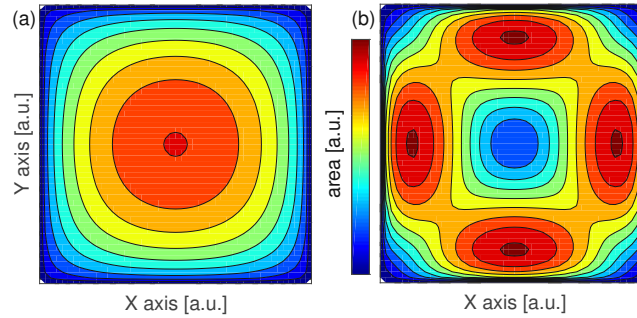 (a)
Y axis [a.u.]
X axis [a.u.]
(b)
area [a.u.]
X axis [a.u.]